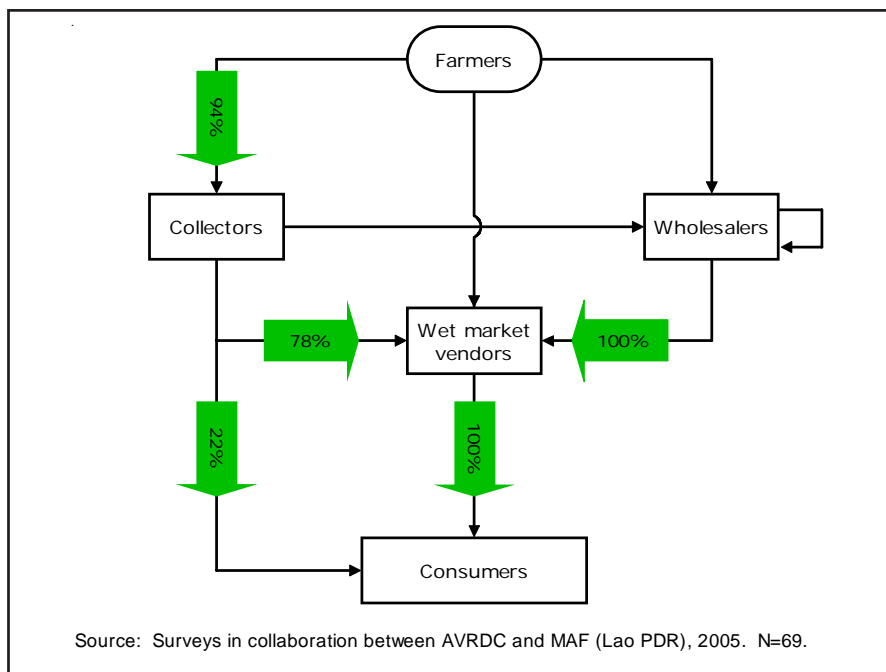 Farmers
94%
Collectors
Wholesalers
Wet market
vendors
78%
100%
22%
100%
Consumers
Source: Surveys in collaboration between AVRDC and MAF (Lao PDR), 2005. N=69.